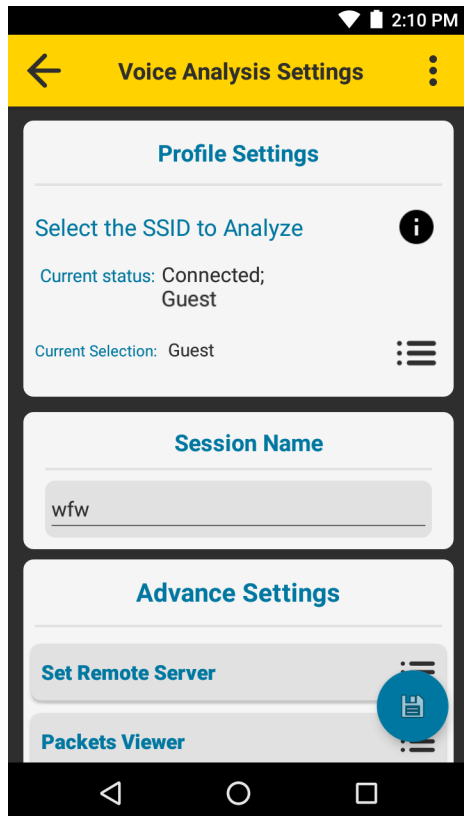 2:10 PM
Voice Analysis Settings
Profile Settings
Select the SSID to Analyze
Current status: Connected;
Guest
Current Selection: Guest
Session Name
wfw
Advance Settings
Set Remote Server
Packets Viewer